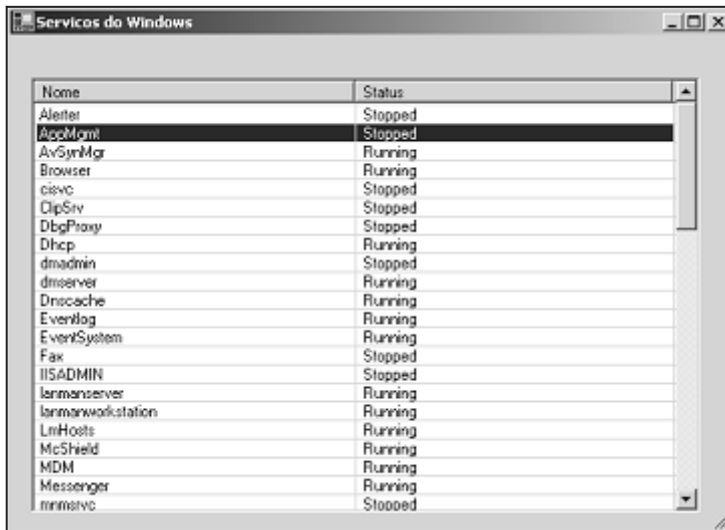 Servicos do Windows
Nome Status
Alerter Stopped
AppMgmt Stopped
AvSynMgr Running
Browser Running
cisvc Stopped
ClipSrv Stopped
DbgProxy Stopped
Dhcp Running
dmadmin Stopped
dmserver Running
Dnscache Running
Eventlog Running
EventSystem Running
Fax Stopped
IISADMIN Stopped
lanmanserver Running
lanmanworkstation Running
LmHosts Running
McShield Running
MDM Running
Messenger Running
mnmsrvc Stopped